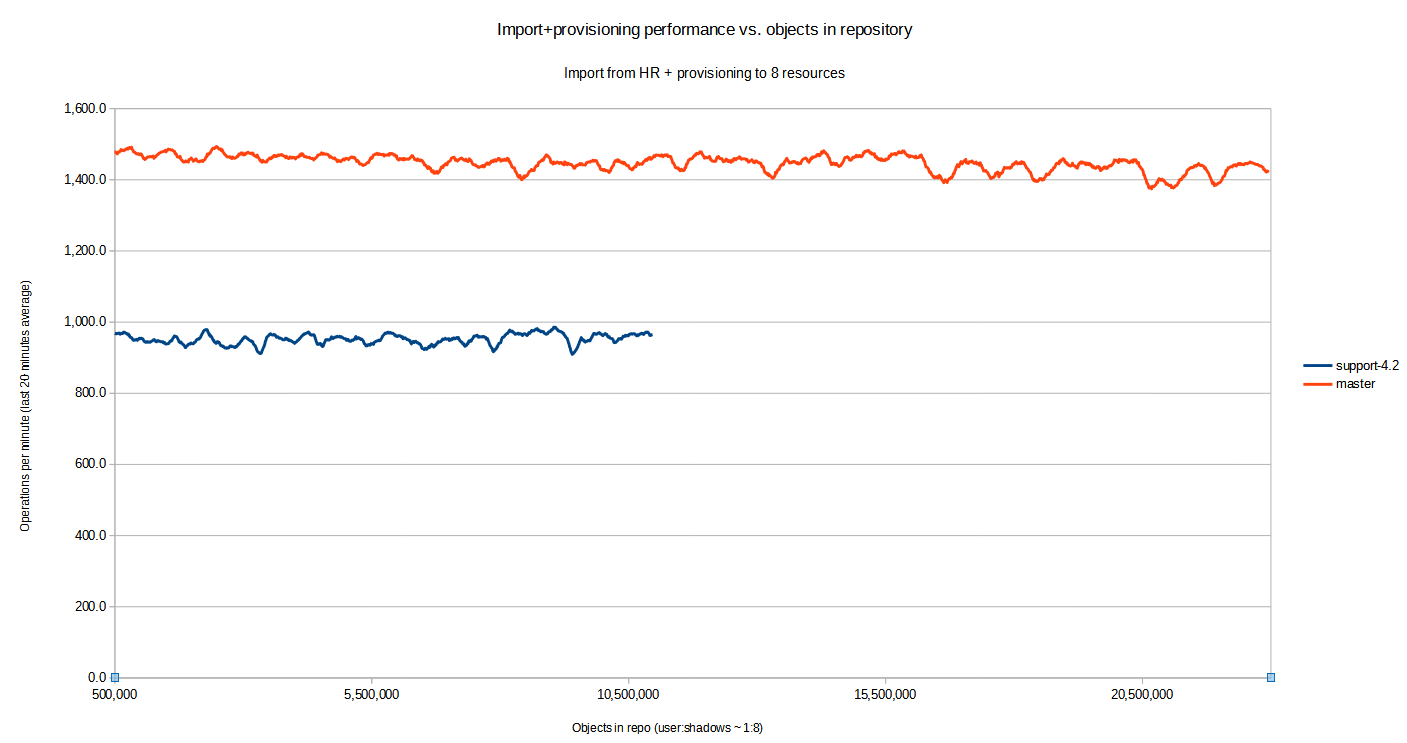 Import+provisioning performance vs. objects in repository
Import from HR + provisioning to 8 resources
1,600.0
1,400.0
1,200.0
1,000.0
800.0
600.0
400.0
200.0
0.0
Operations per minute (last 20 minutes average)
500,000
5,500,000
10,500,000
15,500,000
20,500,000
Objects in repo (user:shadows ~ 1:8)
support-4.2
master